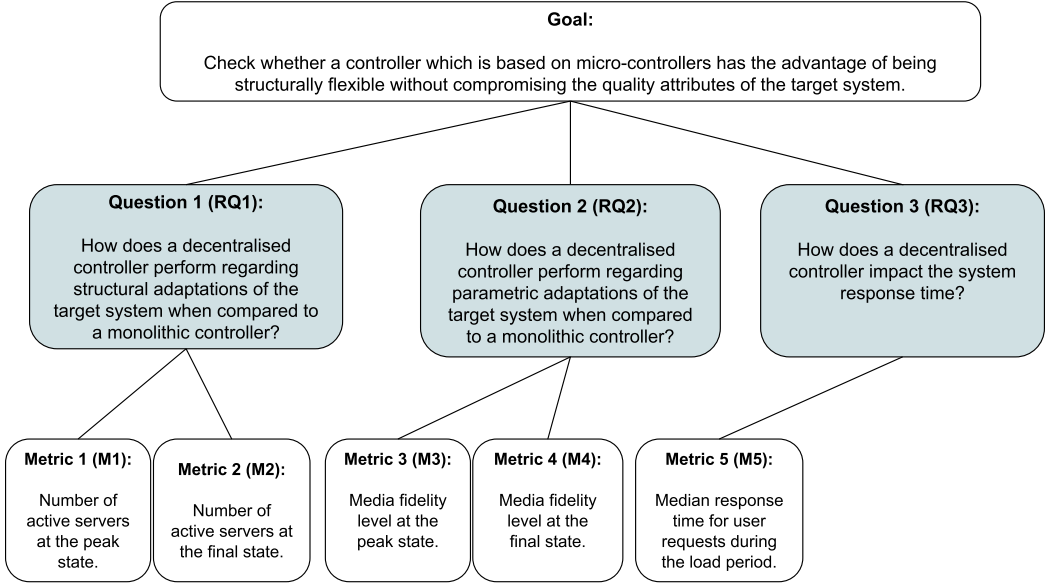 Goal:
Check whether a controller which is based on micro-controllers has the advantage of being
structurally flexible without compromising the quality attributes of the target system.
Question 1 (RQ1):
How does a decentralised
controller perform regarding
structural adaptations of the
target system when compared to
a monolithic controller?
Question 2 (RQ2):
How does a decentralised
controller perform regarding
parametric adaptations of the
target system when compared
to a monolithic controller?
Question 3 (RQ3):
How does a decentralised
controller impact the system
response time?
Metric 1 (M1):
Number of
active servers
at the peak
state.
Metric 2 (M2):
Number of
active servers at
the final state.
Metric 3 (M3):
Media fidelity
level at the
peak state.
Metric 4 (M4):
Media fidelity
level at the
final state.
Metric 5 (M5):
Median response
time for user
requests during
the load period.